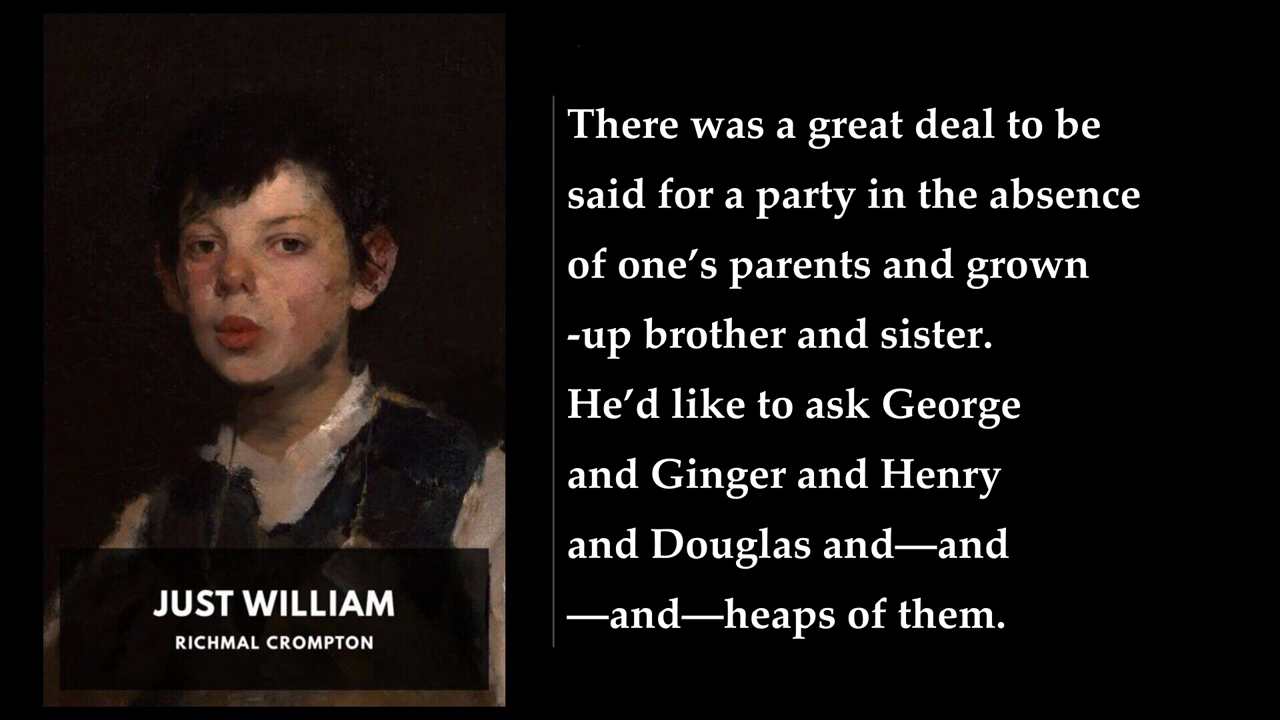 JUST WILLIAM
RICHMAL CROMPTON
There was a great deal to be
said for a party in the absence
of one’s parents and grown
-up brother and sister.
He’d like to ask George
and Ginger and Henry
and Douglas and—and
—and—heaps of them.